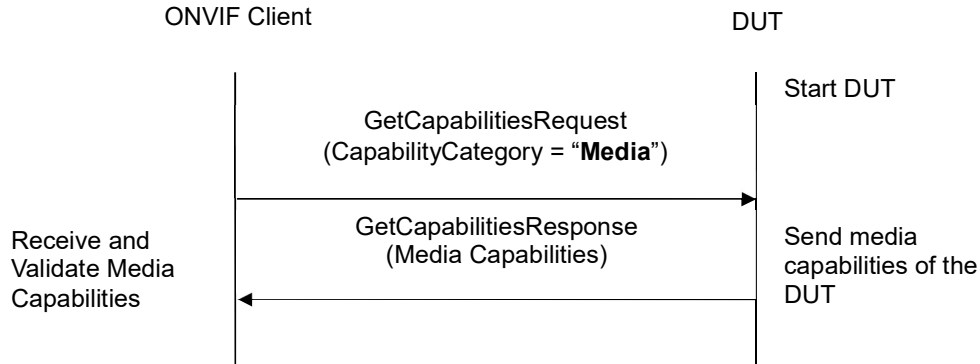 ONVIF Client
DUT
Start DUT
GetCapabilitiesRequest
(CapabilityCategory = “Media”)
GetCapabilitiesResponse
(Media Capabilities)
Receive and
Validate Media
Capabilities
Send media
capabilities of the
DUT